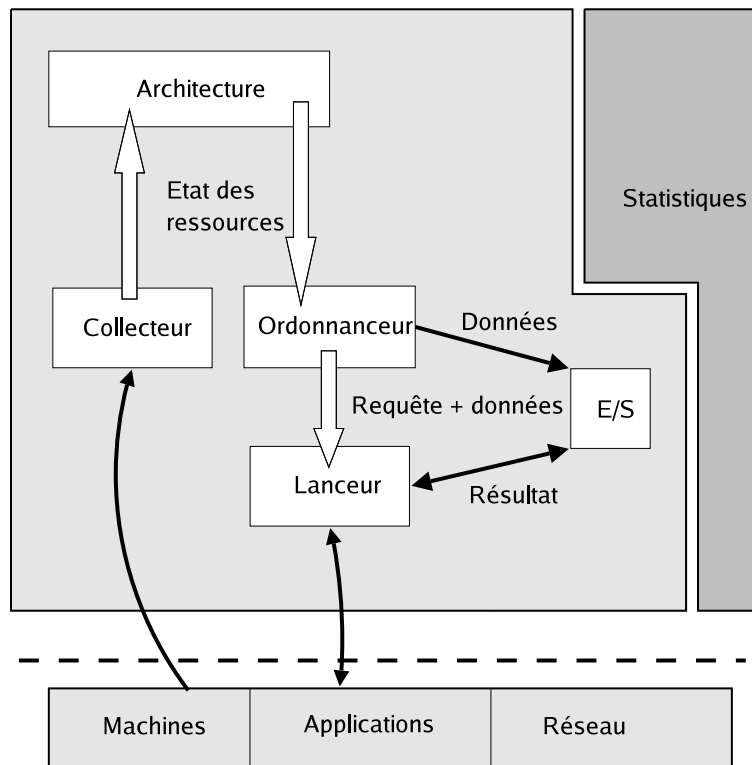 Architecture
Etat des
ressources
Statistiques
Collecteur
Ordonnanceur
Données
Requête + données
E/S
Lanceur
Résultat
Machines
Applications
Réseau